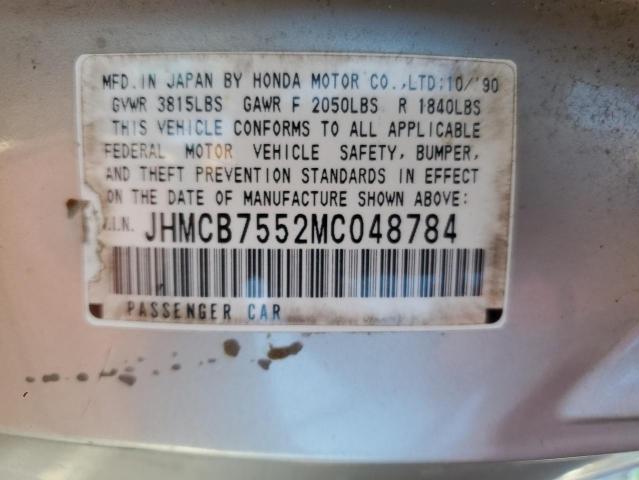 MFD.IN JAPAN BY HONDA MOTOR CO.,LTD:10/'90
GVWR 3815LBS GAWR F 2050LBS R 1840LBS
THIS VEHICLE CONFORMS TO ALL APPLICABLE
FEDERAL MOTOR VEHICLE SAFETY, BUMPER,
AND THEFT PREVENTION STANDARDS IN EFFECT
ON THE DATE OF MANUFACTURE SHOWN ABOVE:
V.I.N. JHMCB7552MC048784
PASSENGER CAR